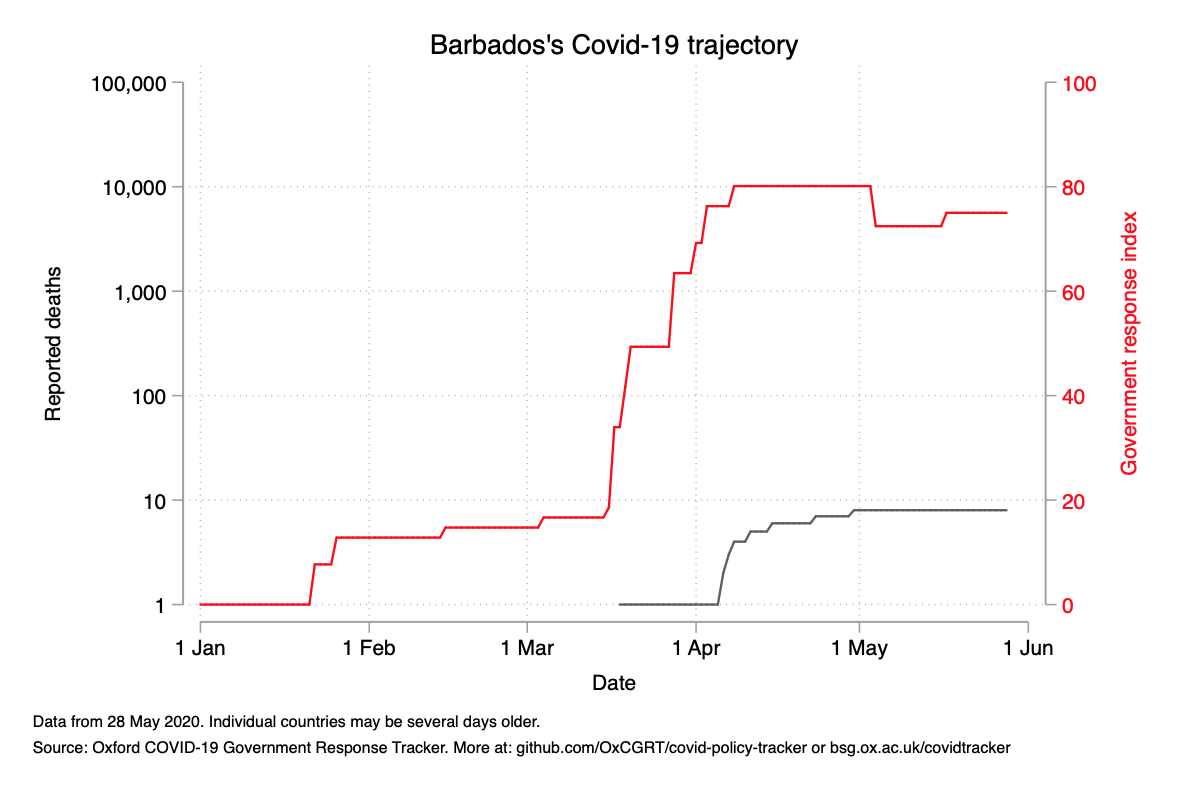 Barbados's Covid-19 trajectory
100,000
10,000
1,000
100
10
1
Reported deaths
100
80
60
40
20
0
Government response index
1 Jan
1 Feb
1 Mar
1 Apr
1 May
1 Jun
Date
Data from 28 May 2020. Individual countries may be several days older.
Source: Oxford COVID-19 Government Response Tracker. More at: github.com/OxCGRT/covid-policy-tracker or bsg.ox.ac.uk/covidtracker